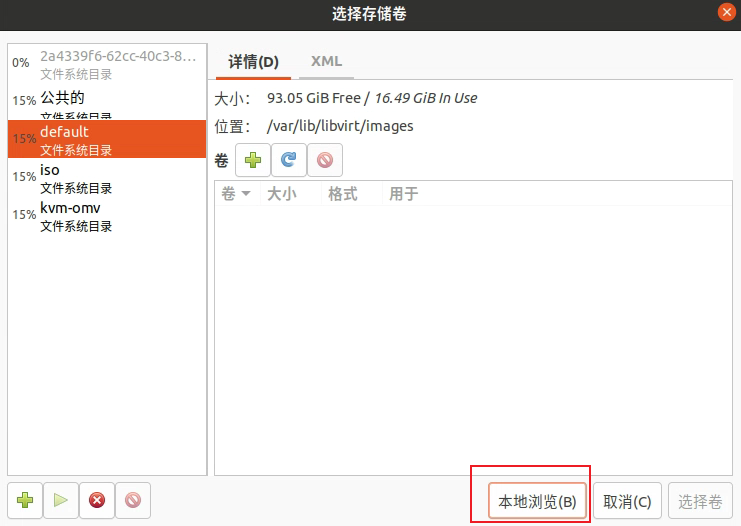 选择存储卷
0%
2a4339f6-62cc-40c3-8...
文件系统目录
15%
公共的
文件系统目录
15%
default
文件系统目录
15%
iso
文件系统目录
15%
kvm-omv
文件系统目录
详情(D)
XML
大小： 93.05 GiB Free / 16.49 GiB In Use
位置： /var/lib/libvirt/images
卷
卷 大小 格式 用于
本地浏览(B) 取消(C) 选择卷